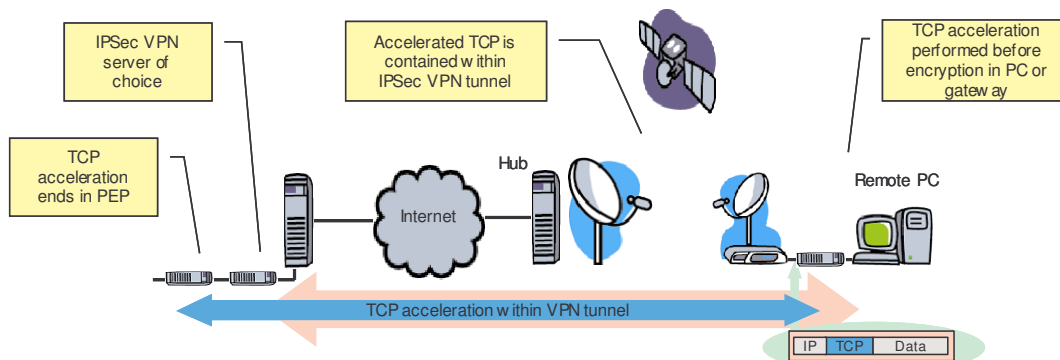 IPSec VPN
server of
choice
Accelerated TCP is
contained within
IPSec VPN tunnel
TCP acceleration
performed before
encryption in PC or
gateway
TCP
acceleration
ends in PEP
Hub
Internet
Remote PC
TCP acceleration within VPN tunnel
IP TCP Data